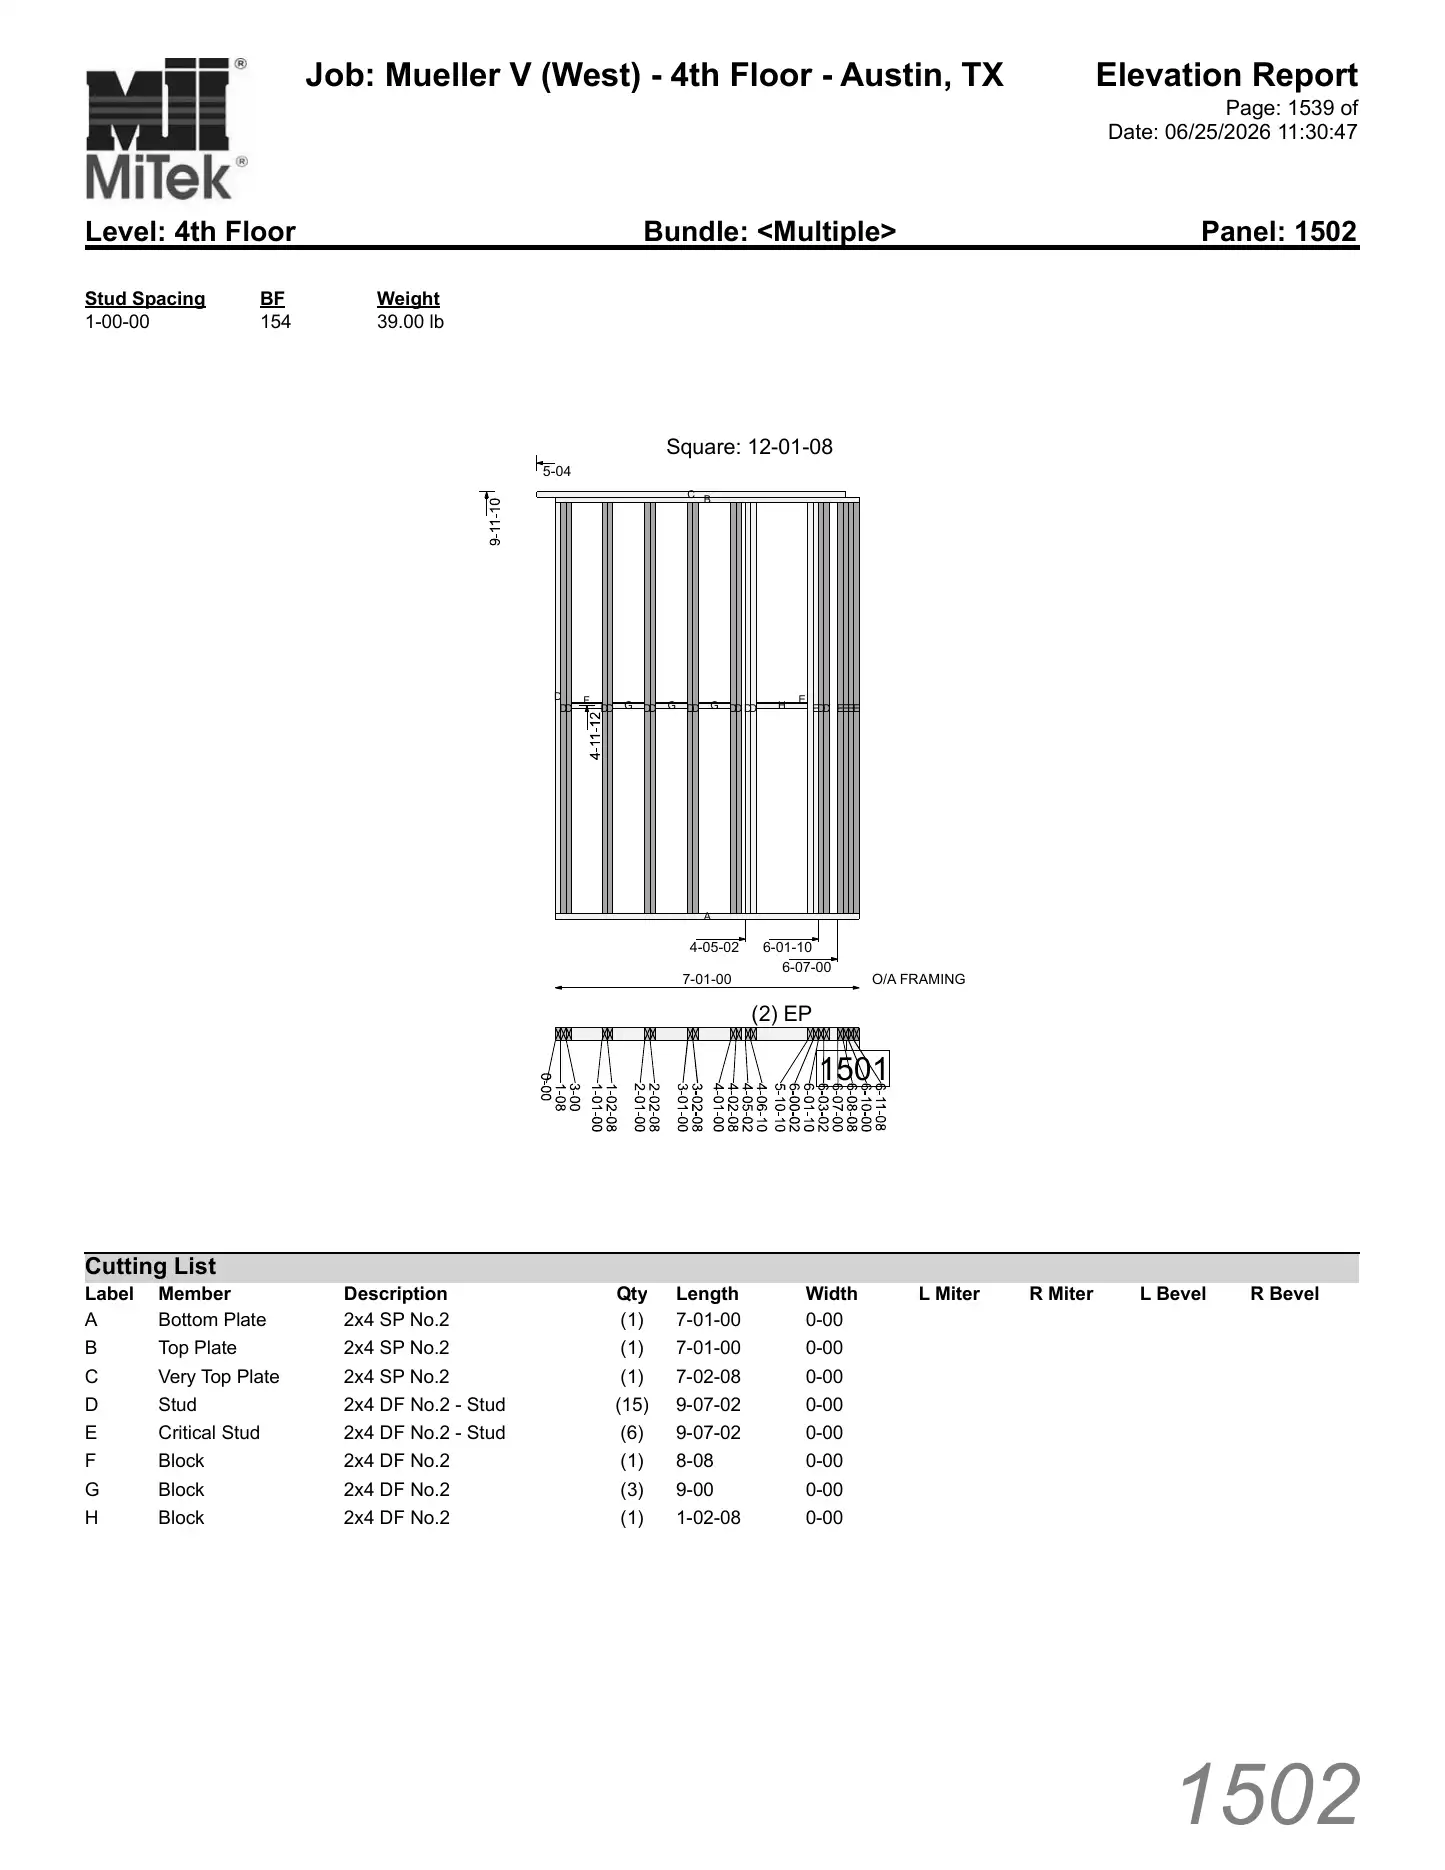 Job: Mueller V (West) - 4th Floor - Austin, TX
Elevation Report
Page: 1539 of
Date: 06/25/2026 11:30:47
MiTek®
Level: 4th Floor Bundle: <Multiple> Panel: 1502
Stud Spacing BF Weight
1-00-00 154 39.00 lb
Square: 12-01-08
5-04
C
B
9-11-10
D F G G G H E
4-11-12
A
4-05-02 6-01-10
6-07-00
7-01-00 O/A FRAMING
(2) EP
1501
0-00 1-08 3-00 1-01-00 1-02-08 2-01-00 2-02-08 3-01-00 3-02-08 4-01-00 4-02-08 4-05-02 4-06-10 5-10-10 6-00-02 6-01-10 6-03-02 6-07-00 6-08-08 6-10-00 6-11-08
Cutting List
Label Member Description Qty Length Width L Miter R Miter L Bevel R Bevel
A Bottom Plate 2x4 SP No.2 (1) 7-01-00 0-00
B Top Plate 2x4 SP No.2 (1) 7-01-00 0-00
C Very Top Plate 2x4 SP No.2 (1) 7-02-08 0-00
D Stud 2x4 DF No.2 - Stud (15) 9-07-02 0-00
E Critical Stud 2x4 DF No.2 - Stud (6) 9-07-02 0-00
F Block 2x4 DF No.2 (1) 8-08 0-00
G Block 2x4 DF No.2 (3) 9-00 0-00
H Block 2x4 DF No.2 (1) 1-02-08 0-00
1502